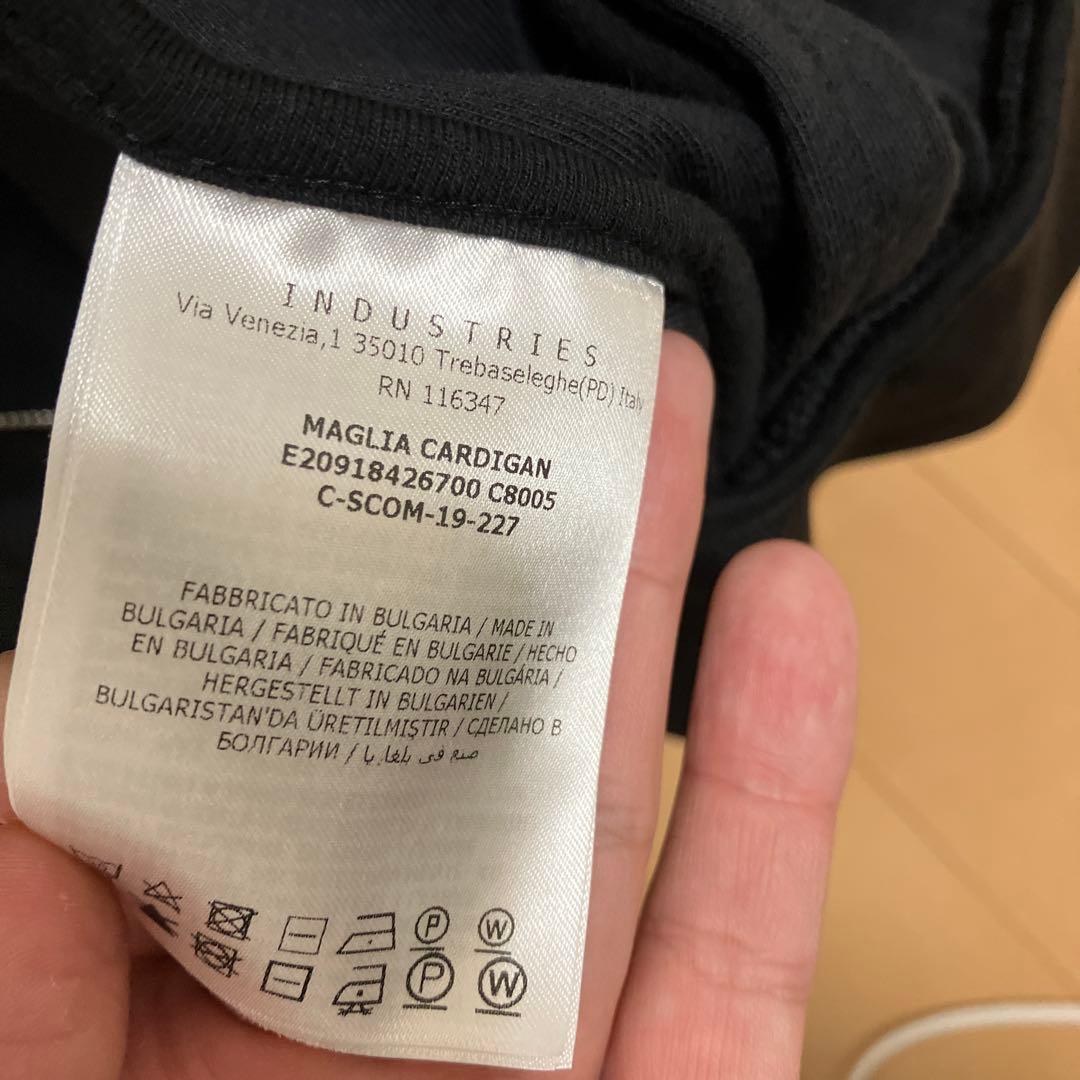 INDUSTRIES
Via Venezia,1 35010 Trebaseleghe(PD) Italy
RN 116347
MAGLIA CARDIGAN
E20918426700 C8005
C-SCOM-19-227
FABBRICATO IN BULGARIA / MADE IN
BULGARIA / FABRIQUÉ EN BULGARIE / HECHO
EN BULGARIA / FABRICADO NA BULGÁRIA /
HERGESTELLT IN BULGARIEN /
BULGARISTAN'DA ÜRETILMIŞTIR / СДЕЛАНО В
БОЛГАРИИ / صنع في بلغاريا
P W
P W